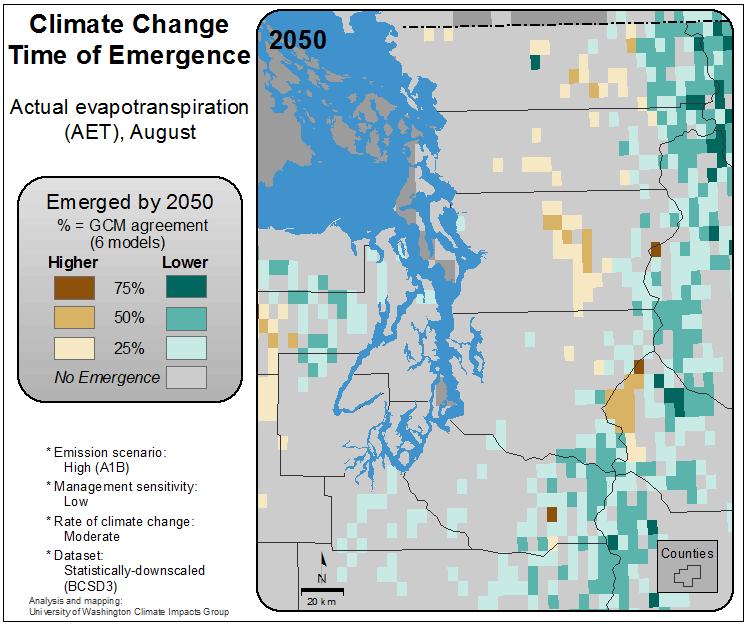 Climate Change
Time of Emergence
Actual evapotranspiration
(AET), August
Emerged by 2050
% = GCM agreement
(6 models)
Higher Lower
75%
50%
25%
No Emergence
* Emission scenario:
High (A1B)
* Management sensitivity:
Low
* Rate of climate change:
Moderate
* Dataset:
Statistically-downscaled
(BCSD3)
Analysis and mapping:
University of Washington Climate Impacts Group
2050
N
20 km
Counties